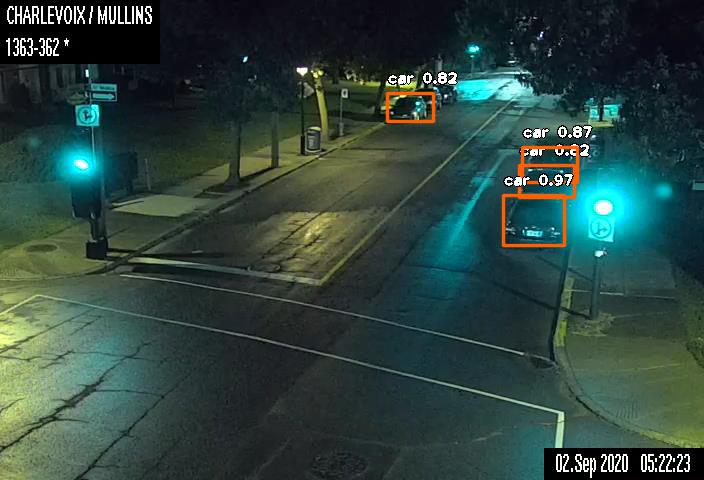 CHARLEVOIX / MULLINS
1363-362 *
car 0.82
car 0.87
car 0.82
car 0.97
02.Sep 2020 05:22:23